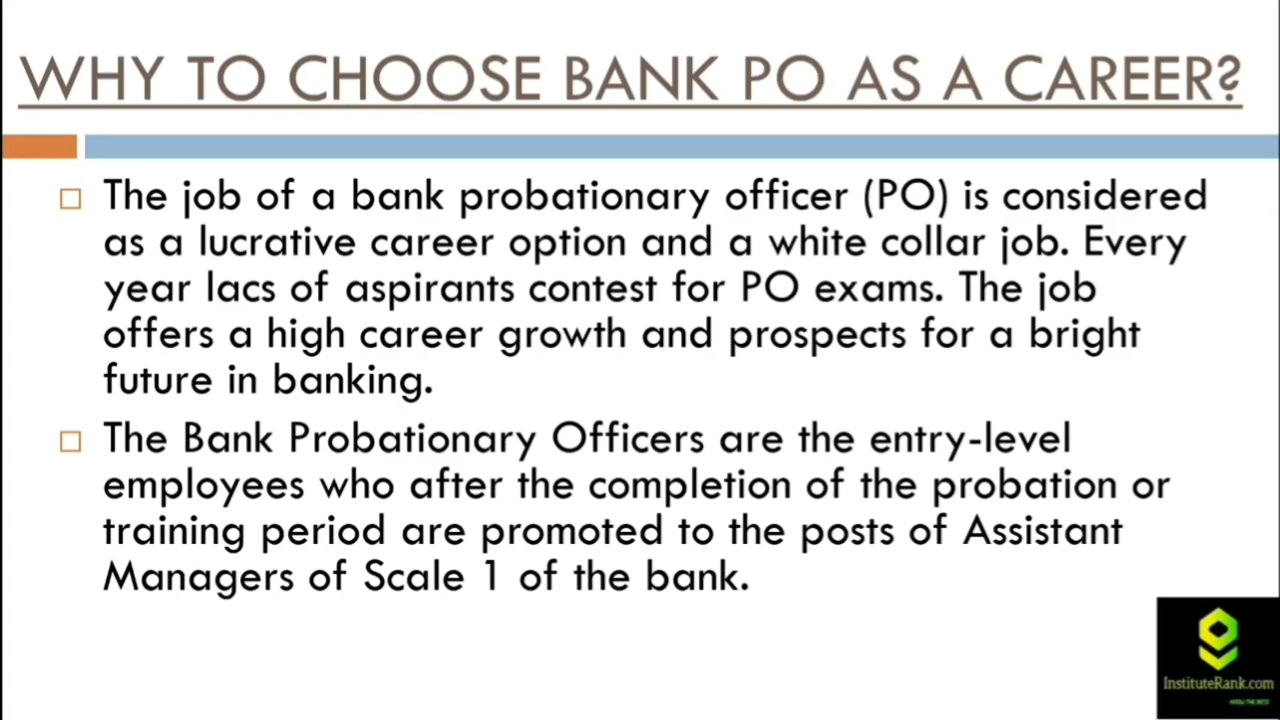 WHY TO CHOOSE BANK PO AS A CAREER?
The job of a bank probationary officer (PO) is considered
as a lucrative career option and a white collar job. Every
year lacs of aspirants contest for PO exams. The job
offers a high career growth and prospects for a bright
future in banking.
The Bank Probationary Officers are the entry-level
employees who after the completion of the probation or
training period are promoted to the posts of Assistant
Managers of Scale 1 of the bank.
InstituteRank.com